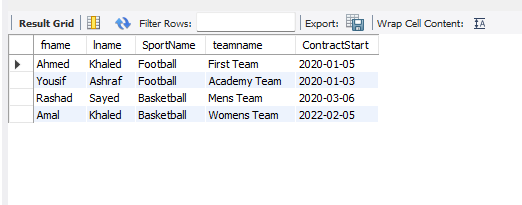 Result Grid Filter Rows: Export: Wrap Cell Content: IA
fname lname SportName teamname ContractStart
Ahmed Khaled Football First Team 2020-01-05
Yousif Ashraf Football Academy Team 2020-01-03
Rashad Sayed Basketball Mens Team 2020-03-06
Amal Khaled Basketball Womens Team 2022-02-05